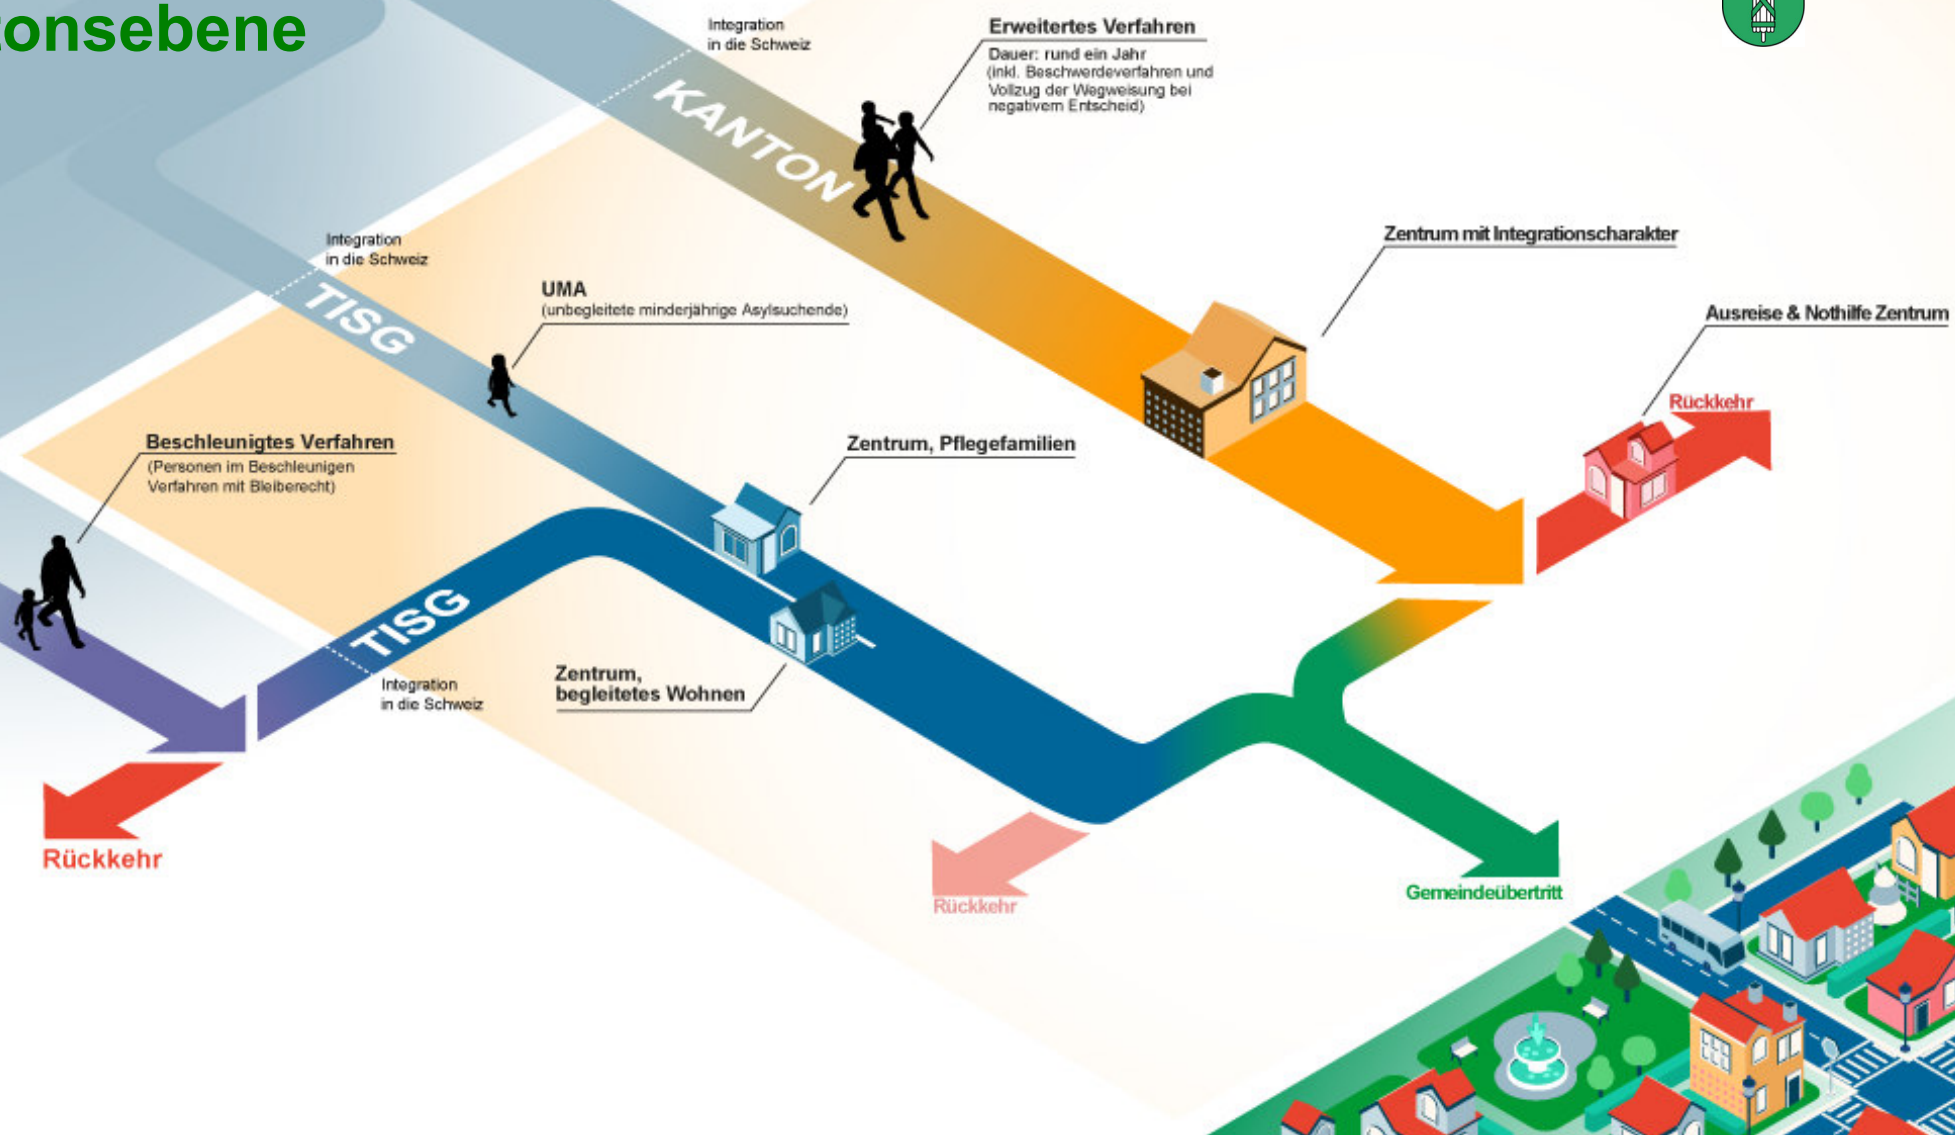 tonsebene
Integration
in die Schweiz
Erweitertes Verfahren
Dauer: rund ein Jahr
(inkl. Beschwerdeverfahren und
Vollzug der Wegweisung bei
negativem Entscheid)
KANTON
Zentrum mit Integrationscharakter
Integration
in die Schweiz
TISG
UMA
(unbegleitete minderjährige Asylsuchende)
Ausreise & Nothilfe Zentrum
Rückkehr
Beschleunigtes Verfahren
(Personen im Beschleunigen
Verfahren mit Bleiberecht)
Zentrum, Pflegefamilien
TISG
Integration
in die Schweiz
Zentrum,
begleitetes Wohnen
Rückkehr
Rückkehr
Gemeindeübertritt